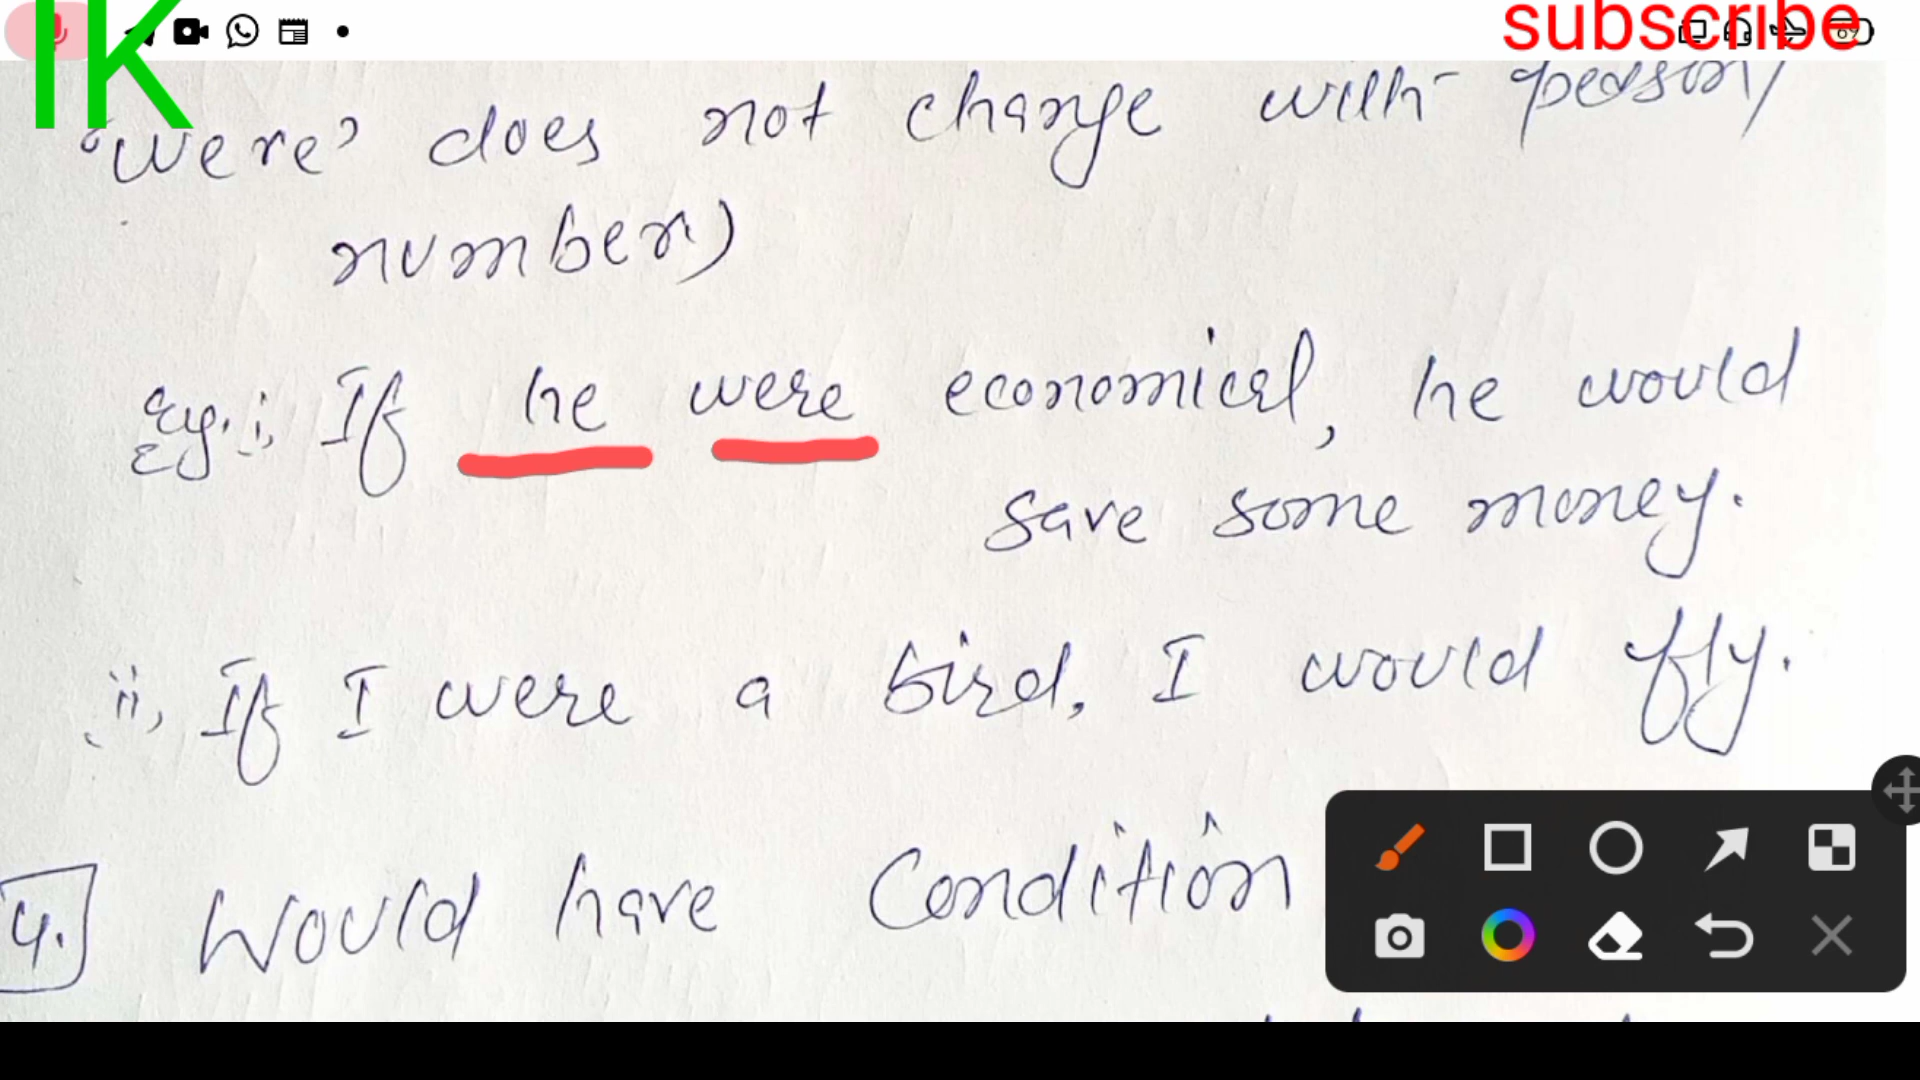 IK
subscribe
'were' does not change with person/
number)
Eg. i, If he were economical, he would
save some money.
ii, If I were a bird, I would fly.
4. Would have Condition